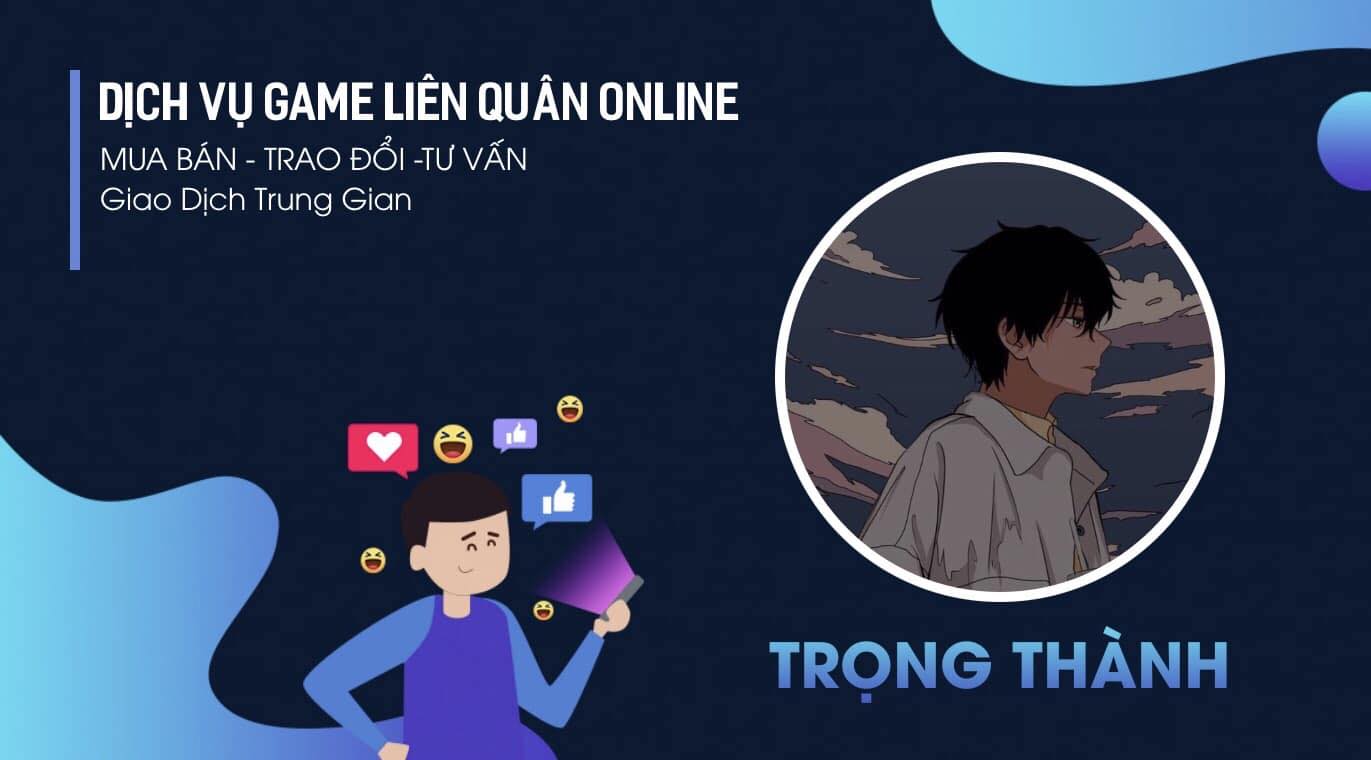 DỊCH VỤ GAME LIÊN QUÂN ONLINE
MUA BÁN - TRAO ĐỔI -TƯ VẤN
Giao Dịch Trung Gian
TRỌNG THÀNH